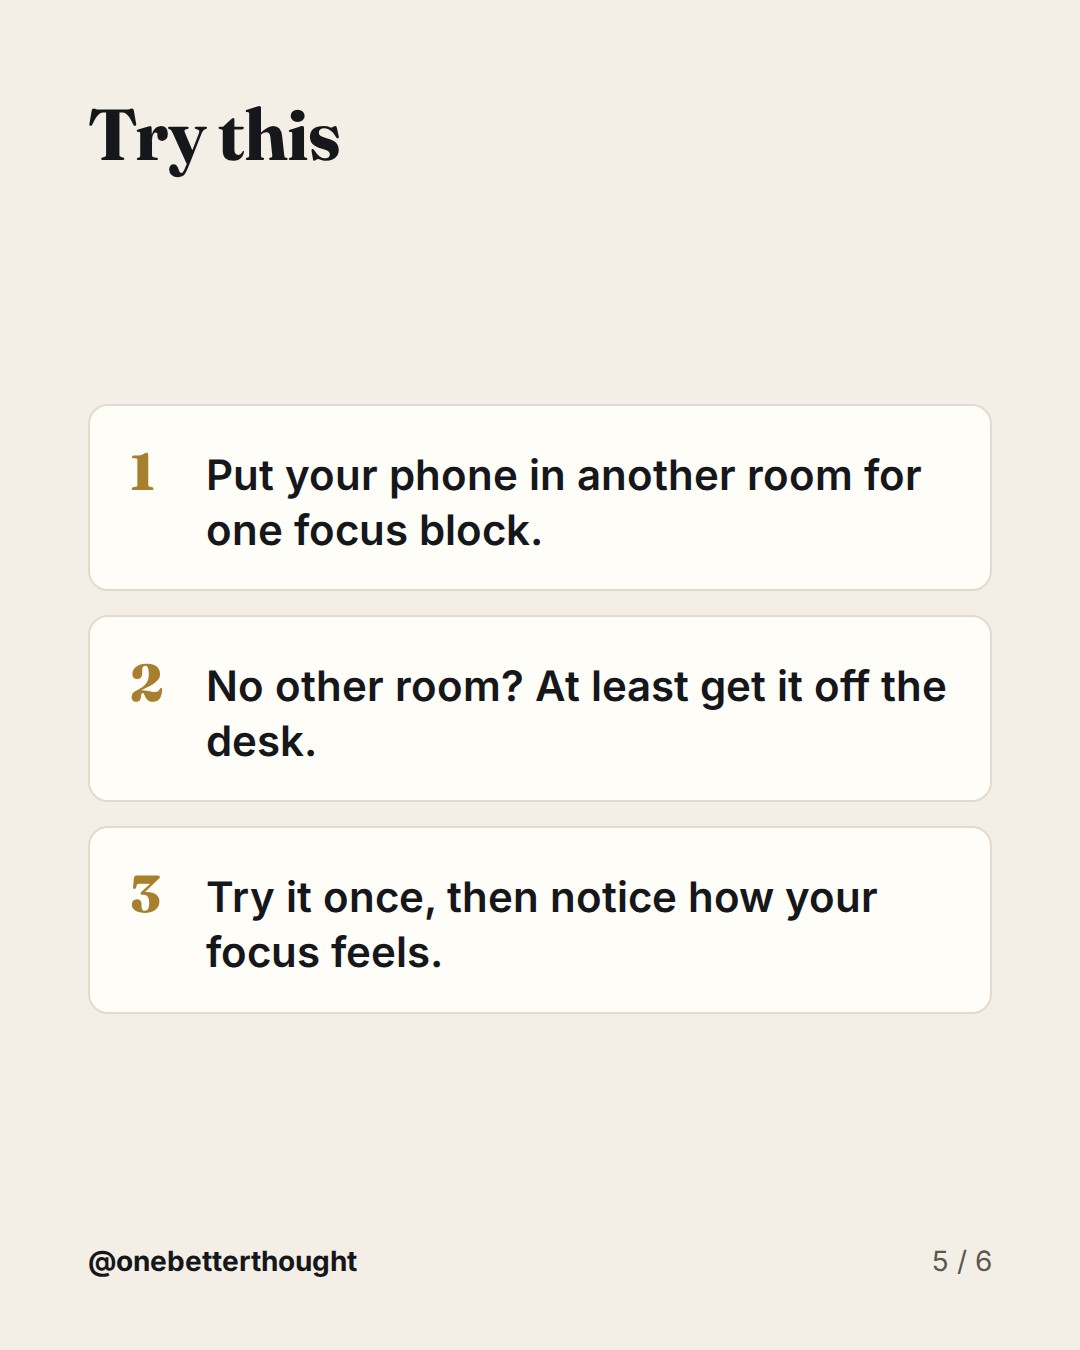 Try this
1 Put your phone in another room for
one focus block.
2 No other room? At least get it off the
desk.
3 Try it once, then notice how your
focus feels.
@onebetterthought 5 / 6